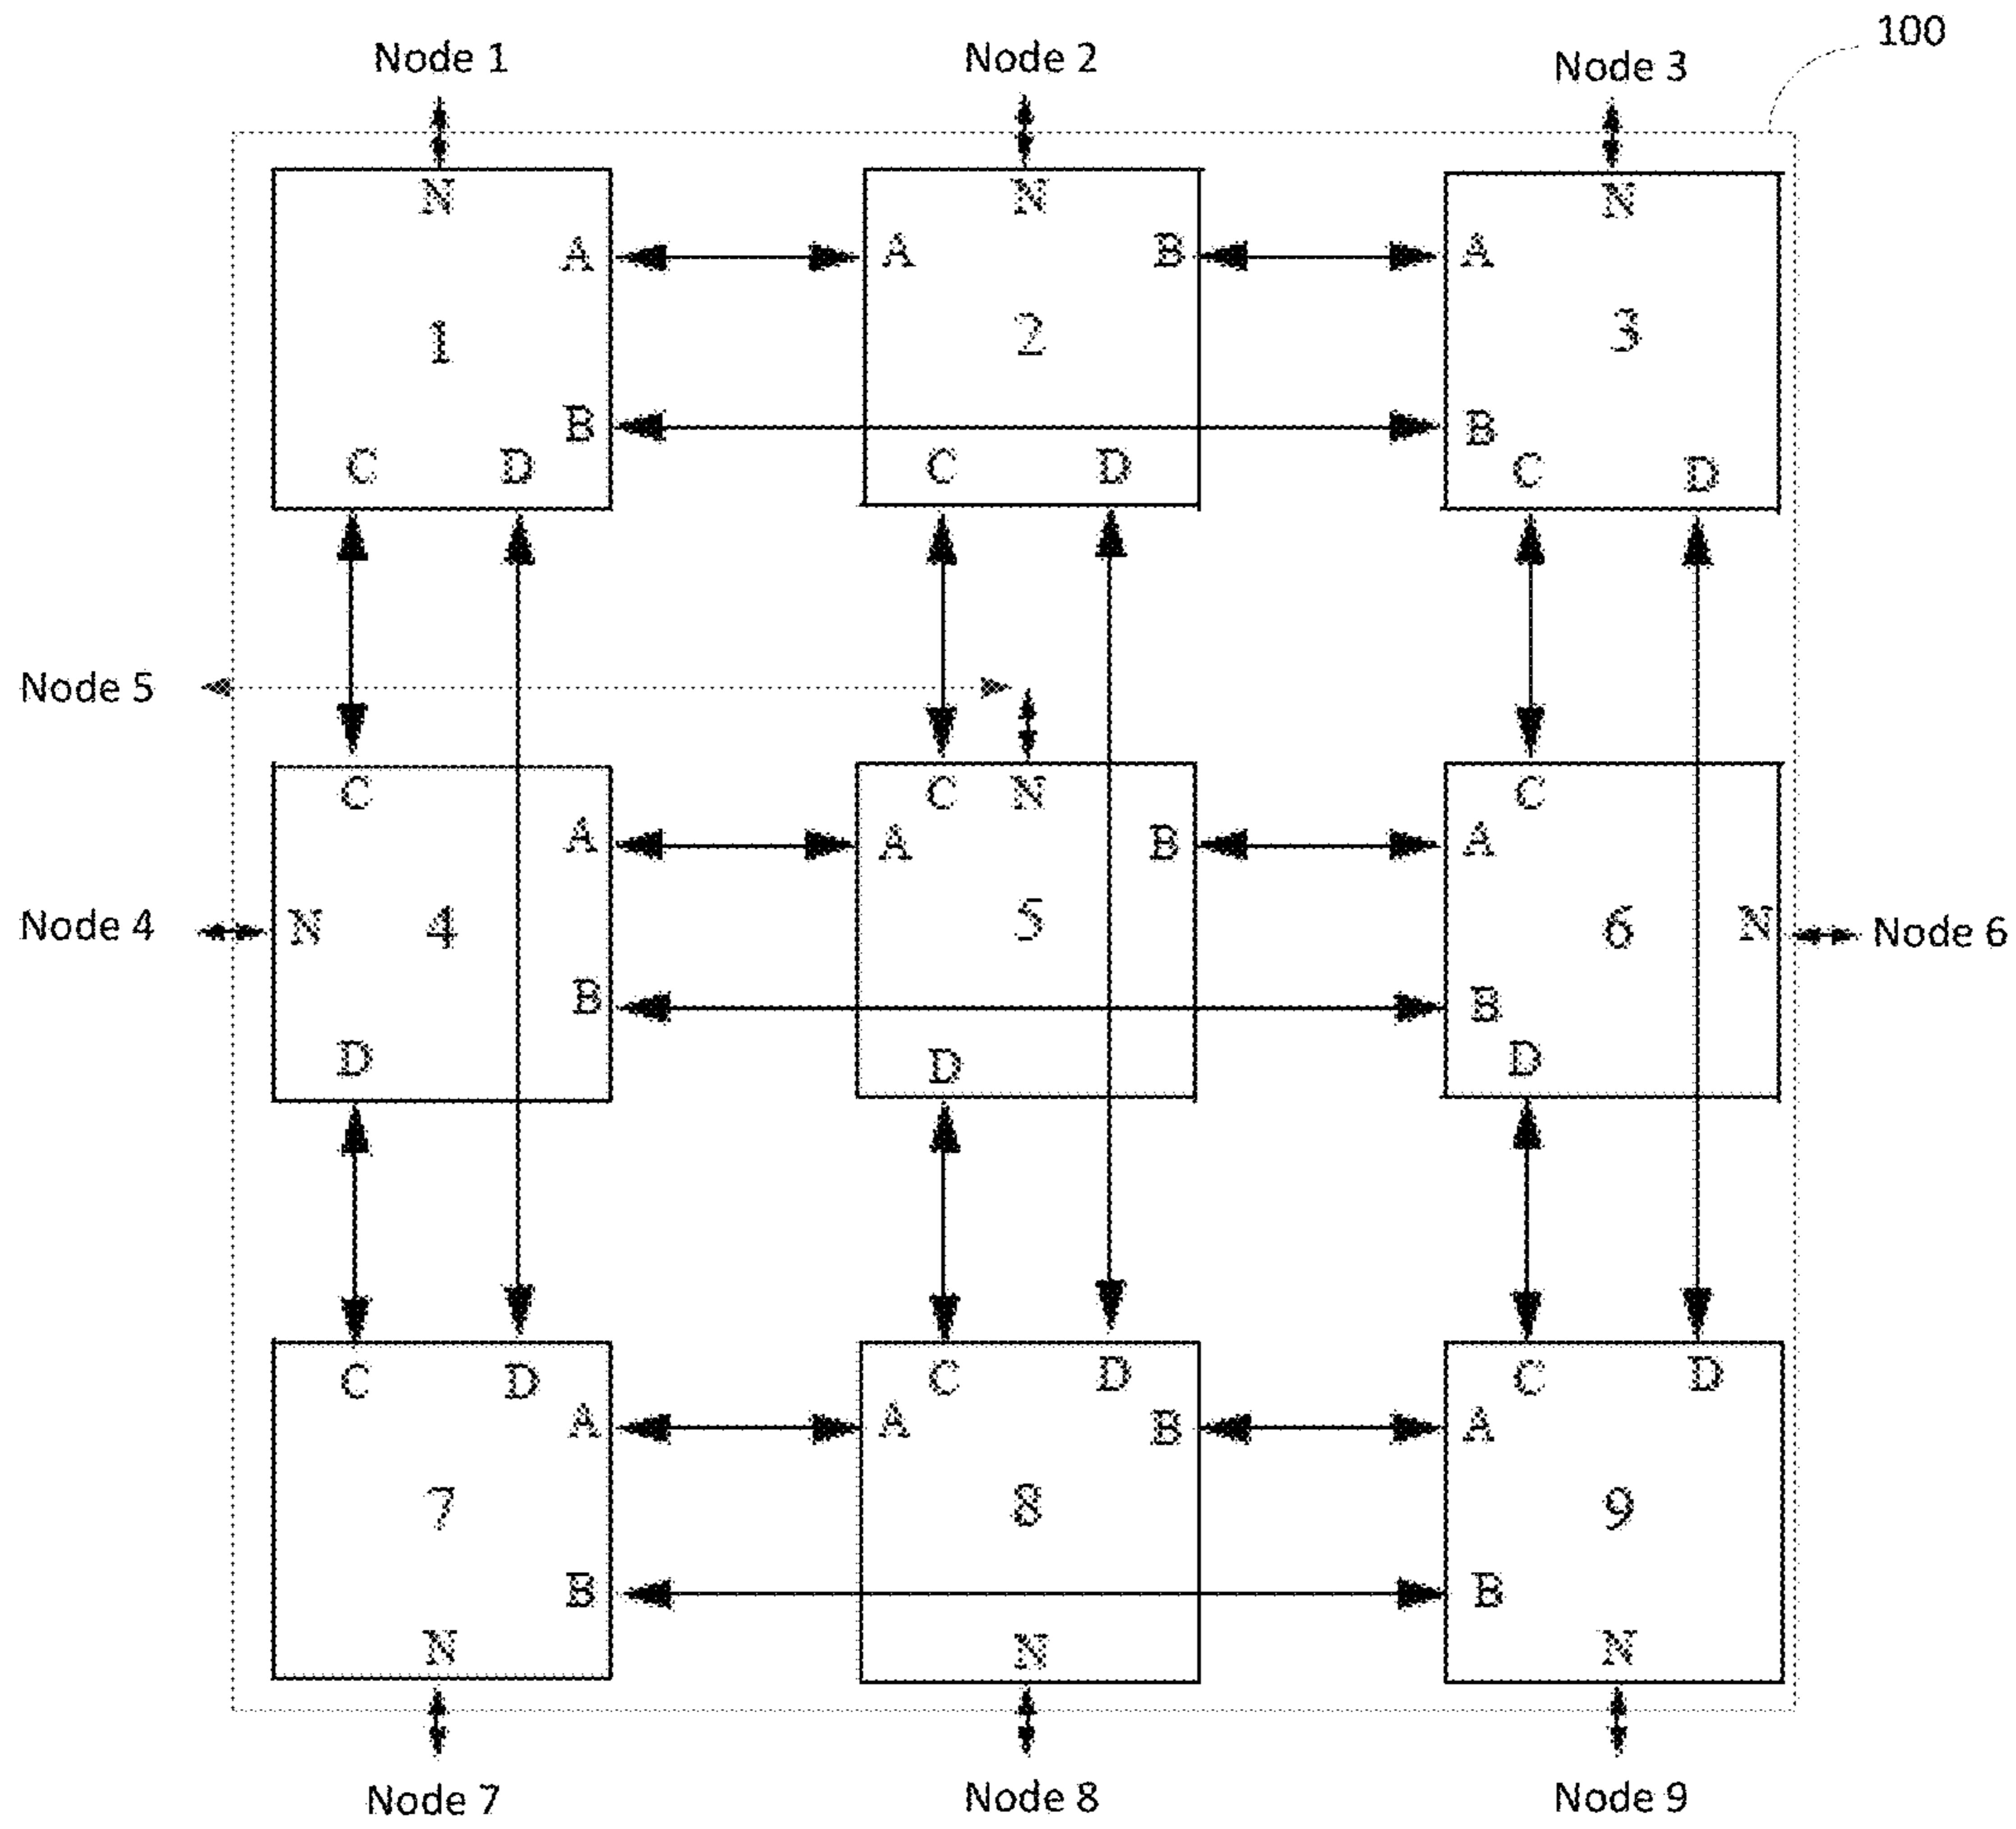 100
Node 1 Node 2 Node 3
N N N
A A B A
1 2 3
B B
C D C D C D
Node 5
C C N C
A A B A
Node 4 N 4 5 6 N Node 6
B B
D D D
C D C D C D
A A B A
7 8 9
B B
N N N
Node 7 Node 8 Node 9